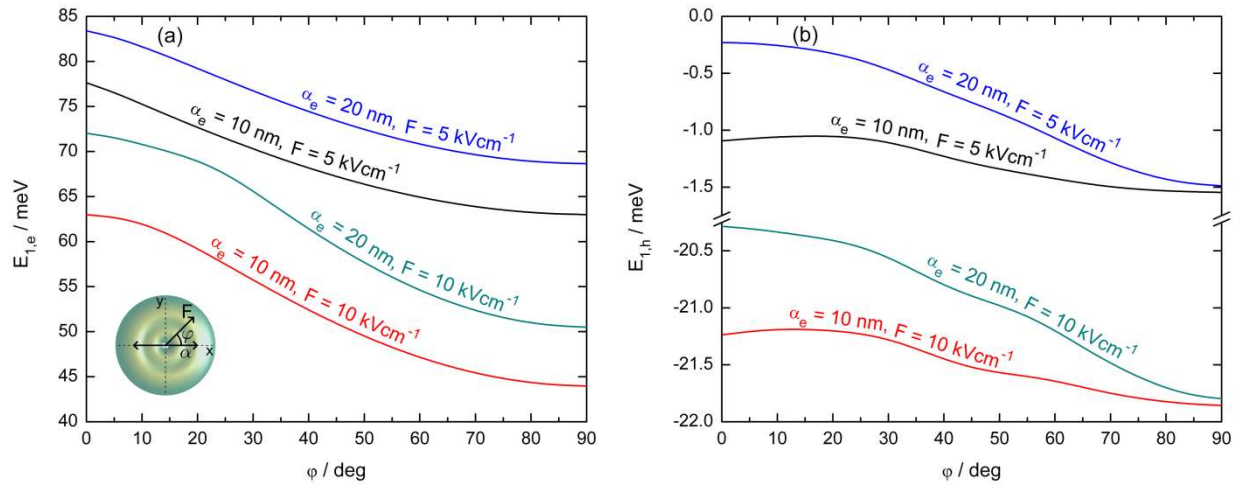 (a)
E₁,ₑ / meV
85
80
75
70
65
60
55
50
45
40
αₑ = 20 nm, F = 5 kVcm⁻¹
αₑ = 10 nm, F = 5 kVcm⁻¹
αₑ = 20 nm, F = 10 kVcm⁻¹
αₑ = 10 nm, F = 10 kVcm⁻¹
y
F
φ
α
x
0 10 20 30 40 50 60 70 80 90
φ / deg
(b)
E₁,ₕ / meV
0.0
-0.5
-1.0
-1.5
-20.5
-21.0
-21.5
-22.0
αₑ = 20 nm, F = 5 kVcm⁻¹
αₑ = 10 nm, F = 5 kVcm⁻¹
αₑ = 20 nm, F = 10 kVcm⁻¹
αₑ = 10 nm, F = 10 kVcm⁻¹
0 10 20 30 40 50 60 70 80 90
φ / deg